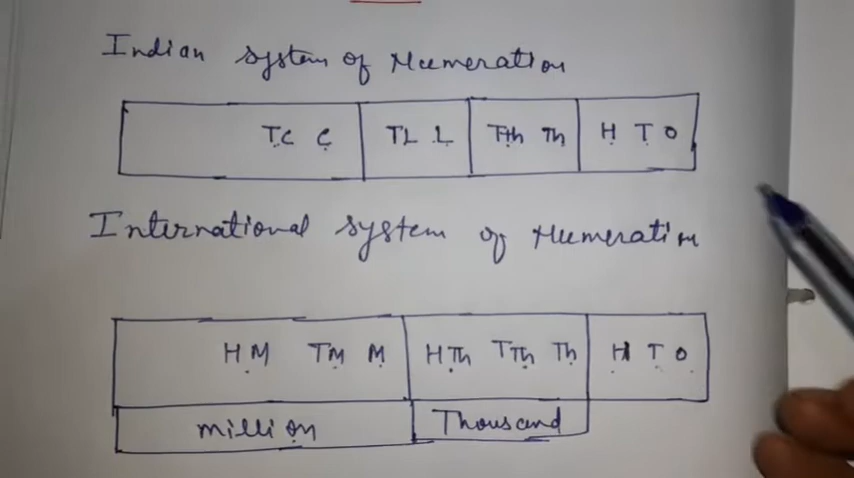 Indian system of Numeration
TC C TL L Tth Th H T O
International system of Numeration
HM TM M HTh TTh Th H T O
million Thousand